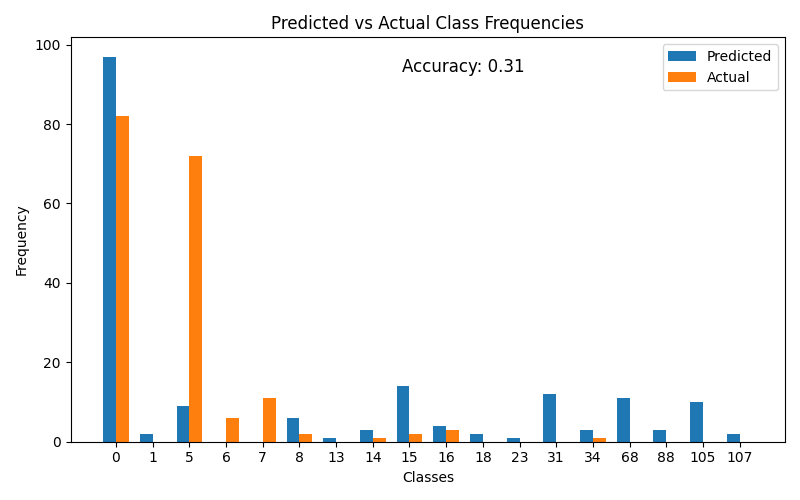 Predicted vs Actual Class Frequencies
100
80
60
40
20
0
Frequency
Accuracy: 0.31
Predicted
Actual
0 1 5 6 7 8 13 14 15 16 18 23 31 34 68 88 105 107
Classes